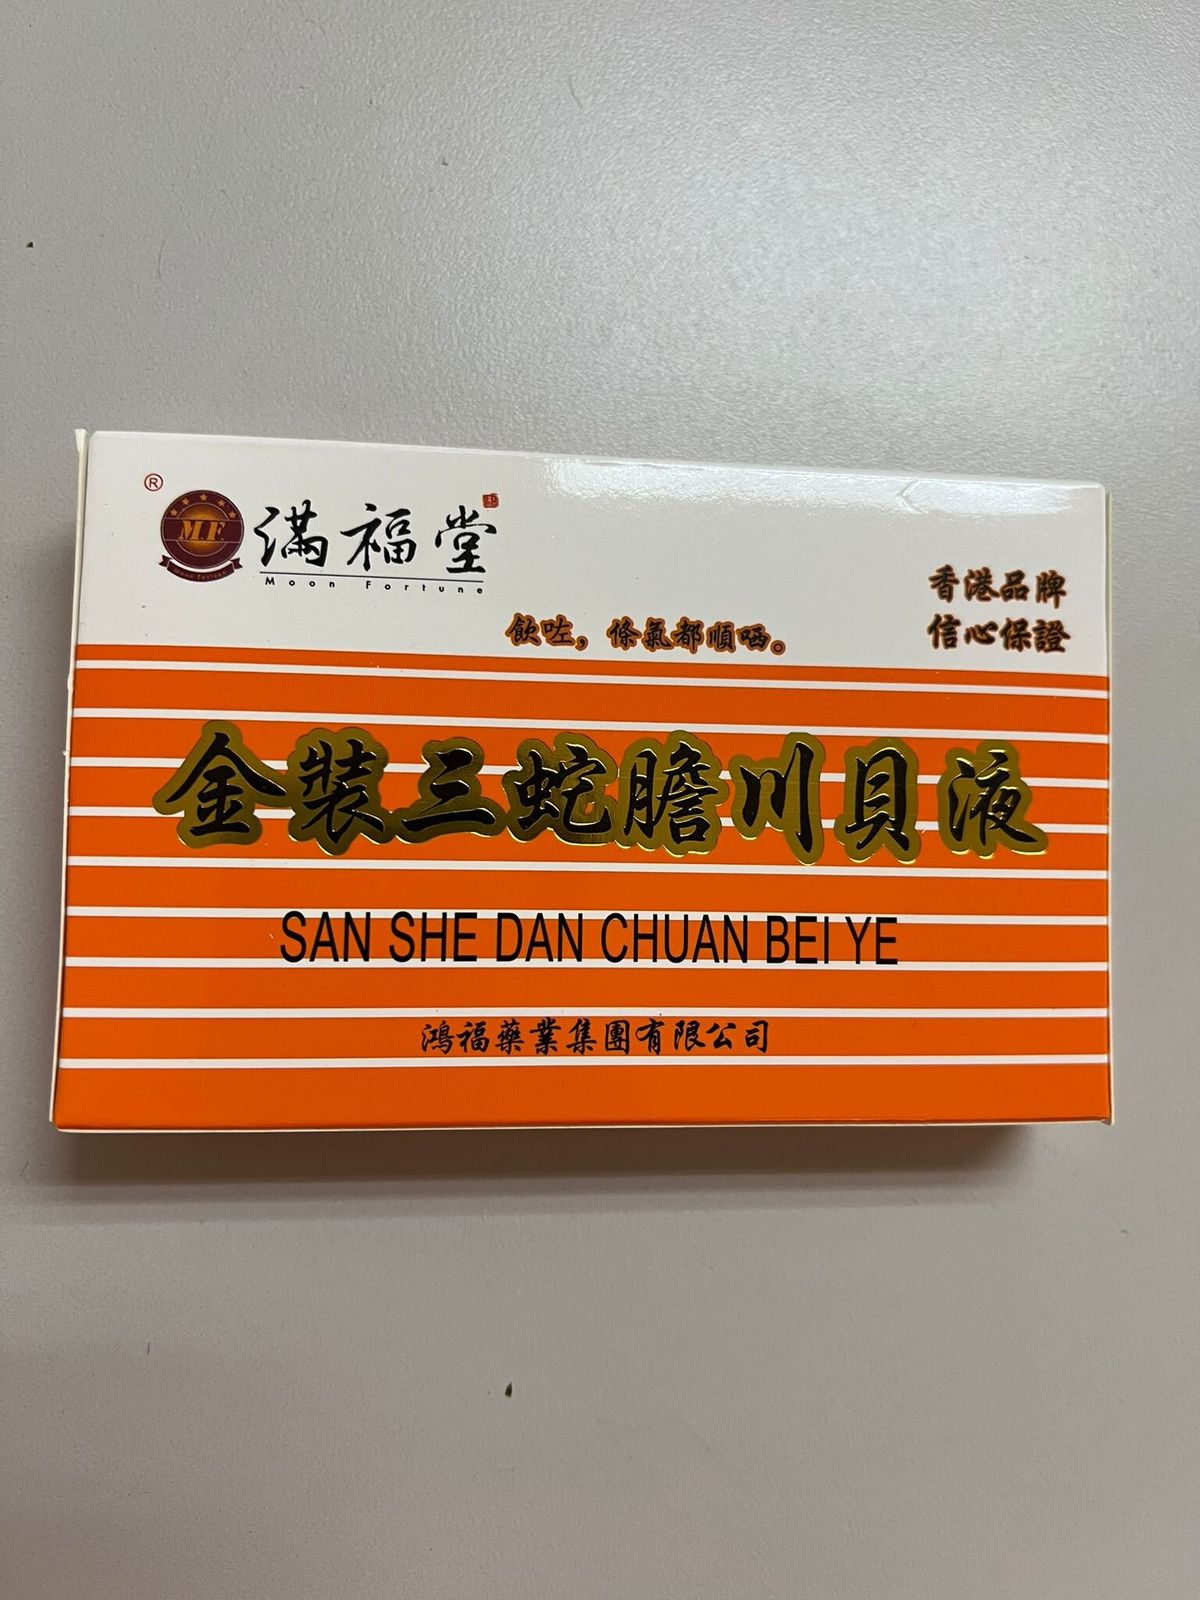 ®
M.F.
Moon Fortune
滿福堂
Moon Fortune
香港品牌
信心保證
飲咗，條氣都順晒。
金裝三蛇膽川貝液
SAN SHE DAN CHUAN BEI YE
鴻福藥業集團有限公司